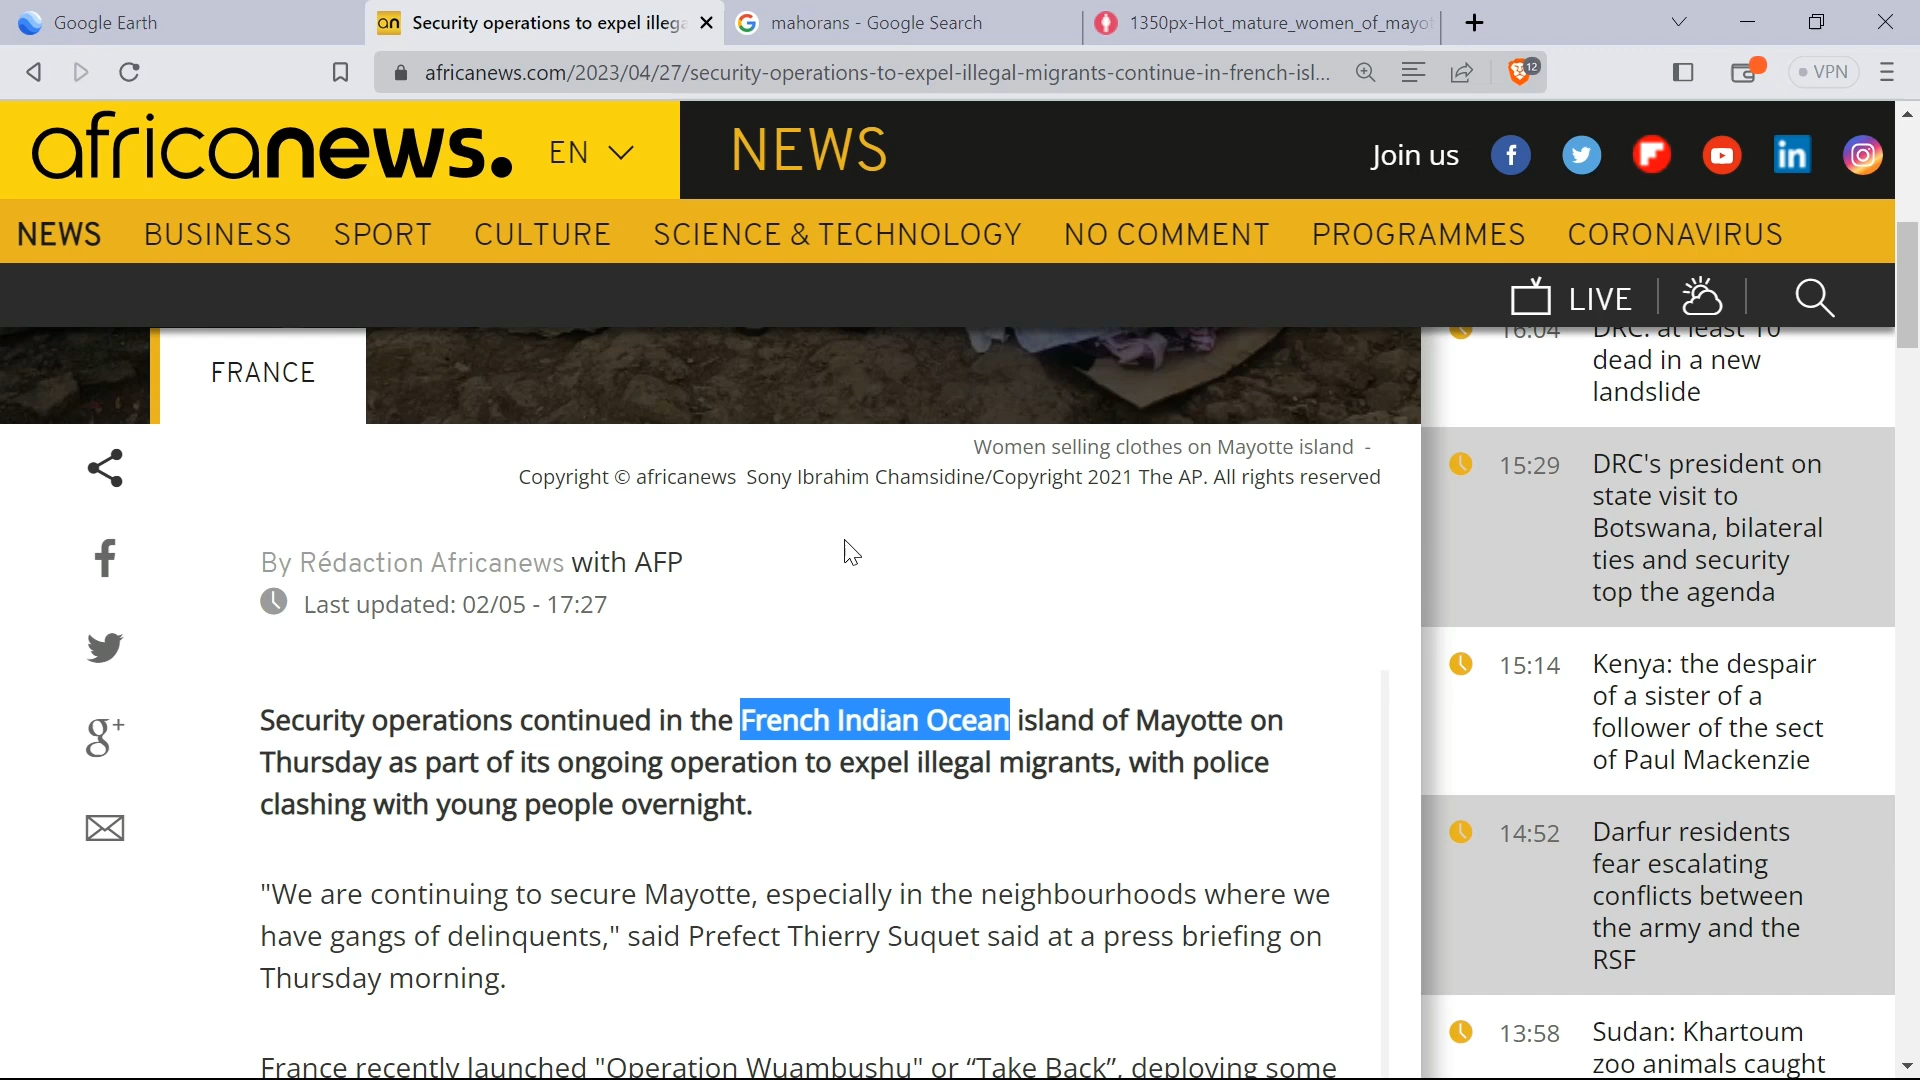 Google Earth
Security operations to expel illega
mahorans - Google Search
1350px-Hot_mature_women_of_mayo
africanews.com/2023/04/27/security-operations-to-expel-illegal-migrants-continue-in-french-isl...
12
VPN
africanews.
EN
NEWS
Join us
NEWS BUSINESS SPORT CULTURE SCIENCE & TECHNOLOGY NO COMMENT PROGRAMMES CORONAVIRUS
LIVE
FRANCE
Women selling clothes on Mayotte island -
Copyright © africanews Sony Ibrahim Chamsidine/Copyright 2021 The AP. All rights reserved
By Rédaction Africanews with AFP
Last updated: 02/05 - 17:27
Security operations continued in the French Indian Ocean island of Mayotte on
Thursday as part of its ongoing operation to expel illegal migrants, with police
clashing with young people overnight.
"We are continuing to secure Mayotte, especially in the neighbourhoods where we
have gangs of delinquents," said Prefect Thierry Suquet said at a press briefing on
Thursday morning.
France recently launched "Operation Wuambushu" or “Take Back”, deploying some
16:04 DRC: at least 10
dead in a new
landslide
15:29 DRC's president on
state visit to
Botswana, bilateral
ties and security
top the agenda
15:14 Kenya: the despair
of a sister of a
follower of the sect
of Paul Mackenzie
14:52 Darfur residents
fear escalating
conflicts between
the army and the
RSF
13:58 Sudan: Khartoum
zoo animals caught